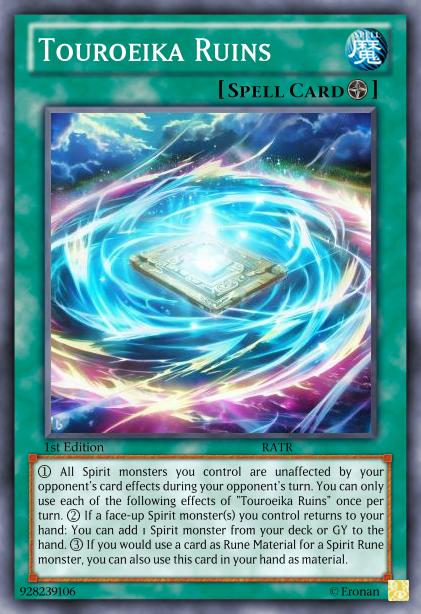 TOUROEIKA RUINS
SPELL
魔
[SPELL CARD]
1st Edition RATR
① All Spirit monsters you control are unaffected by your
opponent's card effects during your opponent's turn. You can only
use each of the following effects of "Touroeika Ruins" once per
turn. ② If a face-up Spirit monster(s) you control returns to your
hand: You can add 1 Spirit monster from your deck or GY to the
hand. ③ If you would use a card as Rune Material for a Spirit Rune
monster, you can also use this card in your hand as material.
928239106 © Eronan